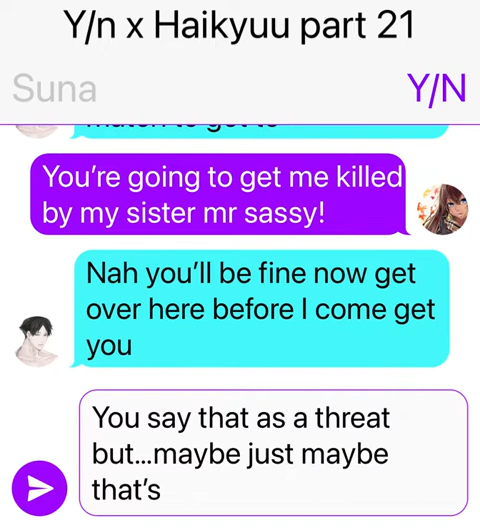 Y/n x Haikyuu part 21
Suna
Y/N
You're going to get me killed
by my sister mr sassy!
Nah you'll be fine now get
over here before I come get
you
You say that as a threat
but...maybe just maybe
that's